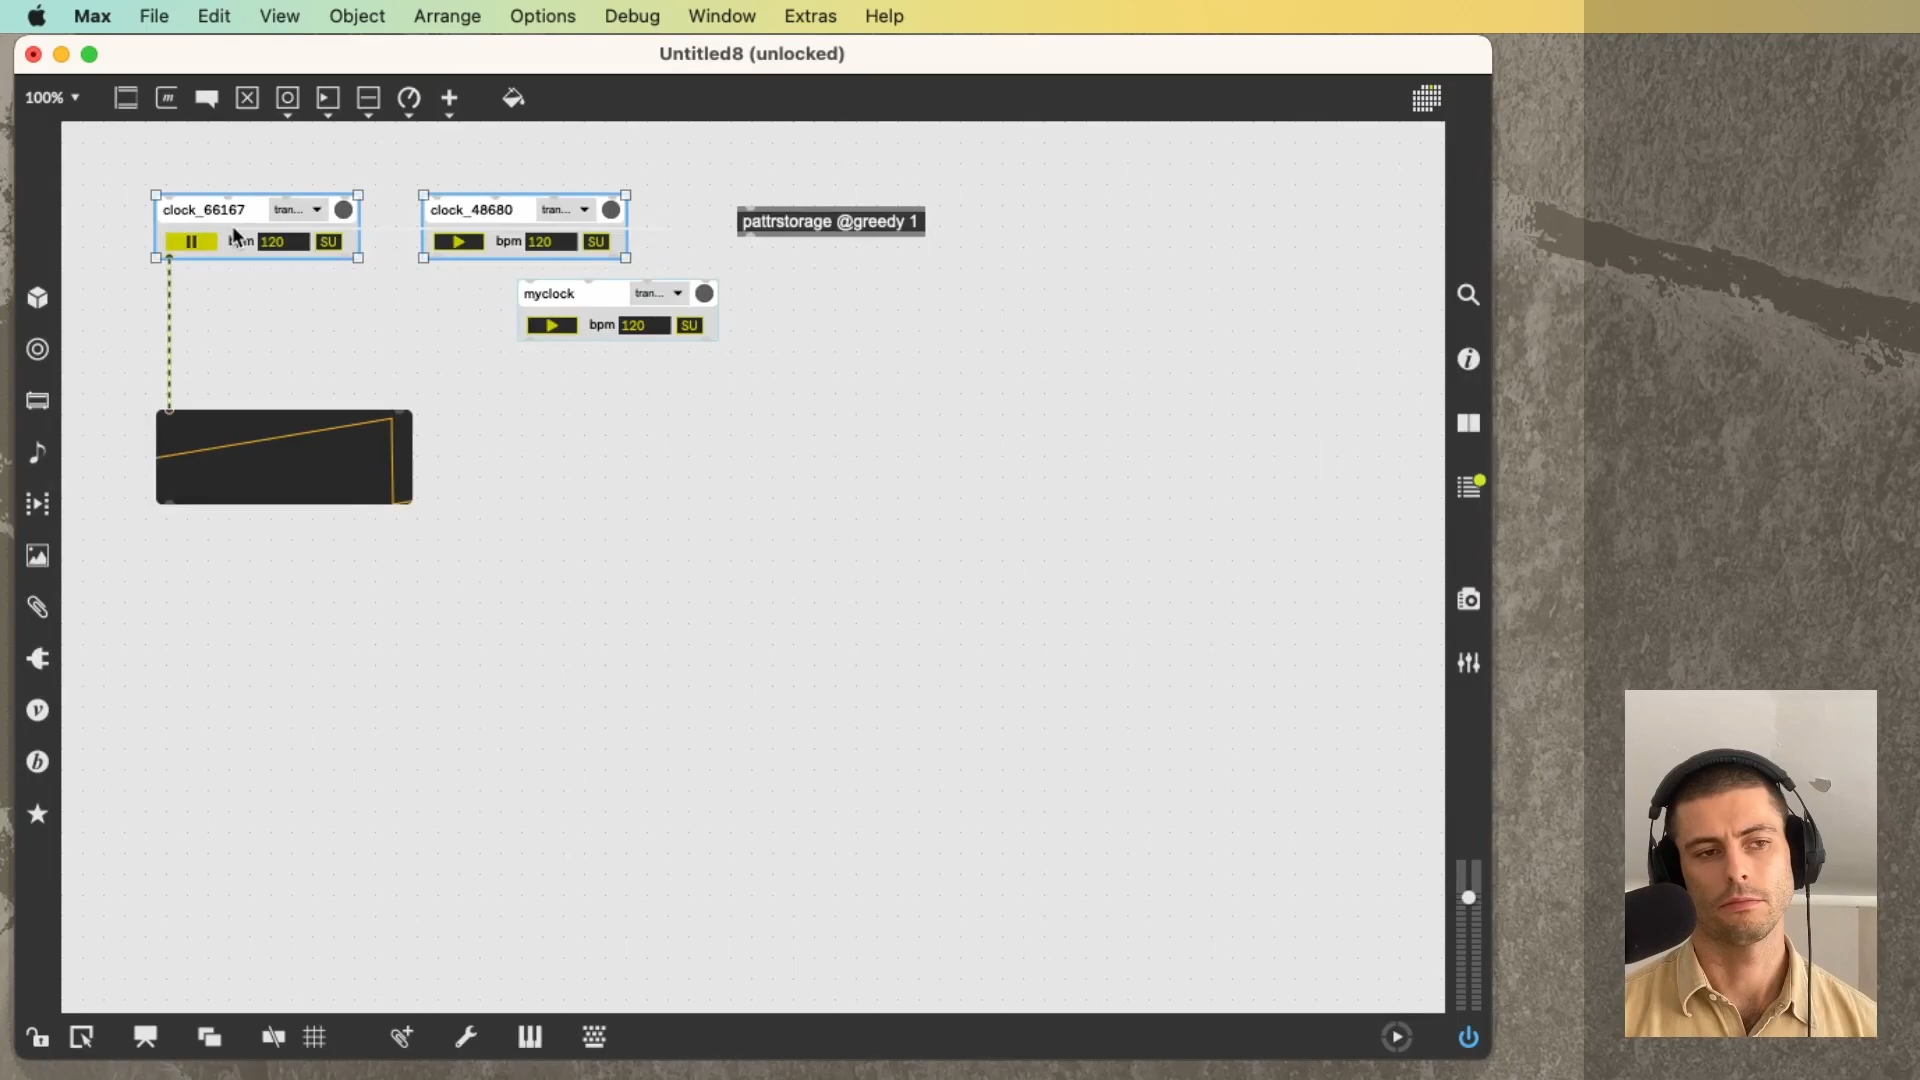 Max File Edit View Object Arrange Options Debug Window Extras Help
Untitled8 (unlocked)
100%
clock_66167 tran...
bpm 120 SU
clock_48680 tran...
bpm 120 SU
pattrstorage @greedy 1
myclock tran...
bpm 120 SU